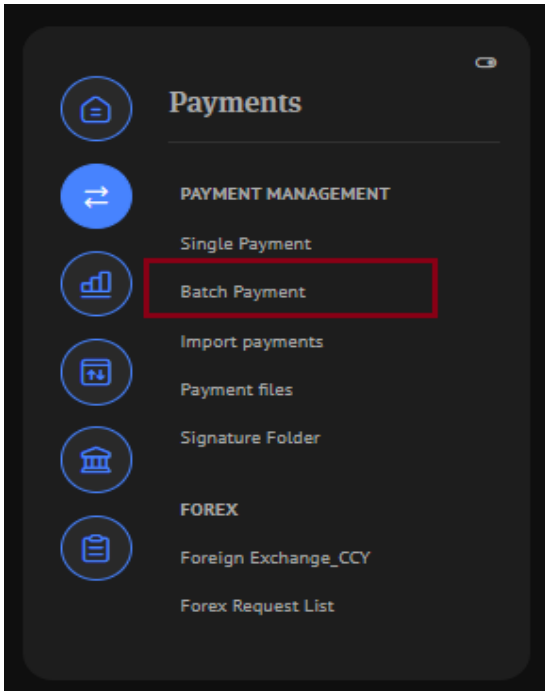 Payments
PAYMENT MANAGEMENT
Single Payment
Batch Payment
Import payments
Payment files
Signature Folder
FOREX
Foreign Exchange_CCY
Forex Request List